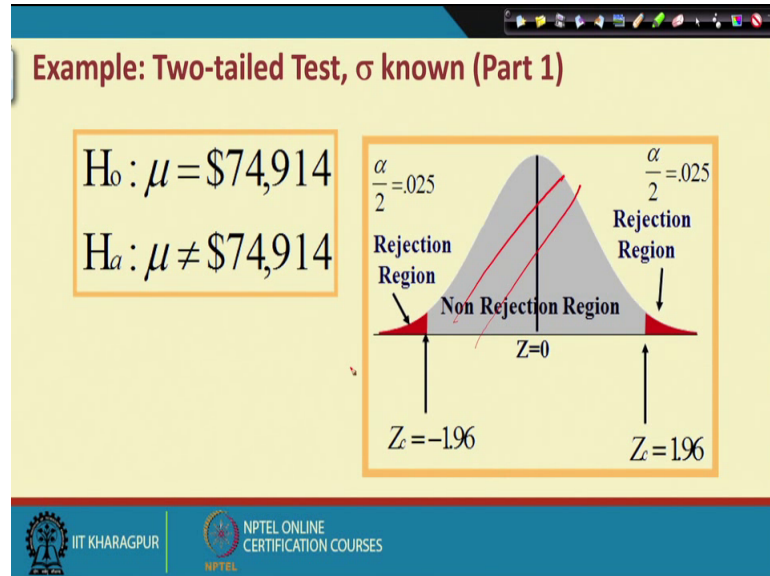 Example: Two-tailed Test, σ known (Part 1)
Ho : μ = $74,914
Ha : μ ≠ $74,914
α/2 = .025
α/2 = .025
Rejection
Region
Rejection
Region
Non Rejection Region
Z=0
Zc = −1.96
Zc = 1.96
IIT KHARAGPUR
NPTEL
NPTEL ONLINE
CERTIFICATION COURSES